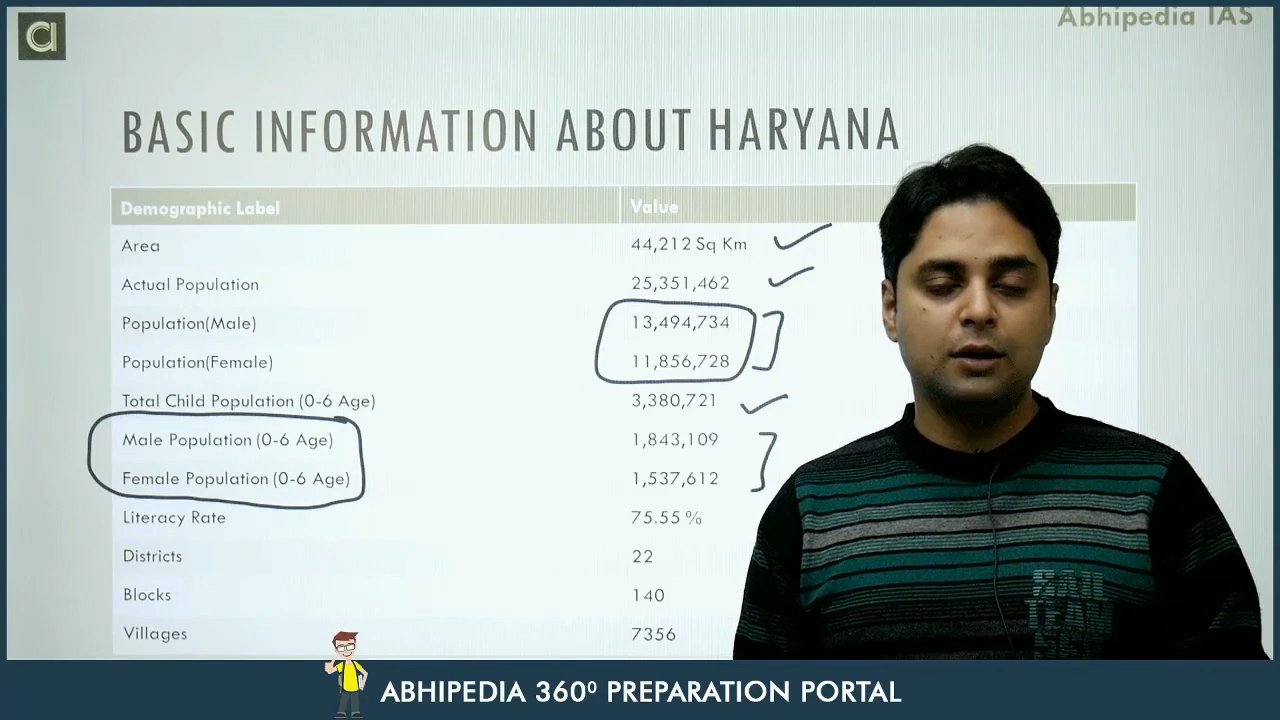 Abhipedia IAS
BASIC INFORMATION ABOUT HARYANA
Demographic Label Value
Area 44,212 Sq Km
Actual Population 25,351,462
Population(Male) 13,494,734
Population(Female) 11,856,728
Total Child Population (0-6 Age) 3,380,721
Male Population (0-6 Age) 1,843,109
Female Population (0-6 Age) 1,537,612
Literacy Rate 75.55 %
Districts 22
Blocks 140
Villages 7356
ABHIPEDIA 360⁰ PREPARATION PORTAL